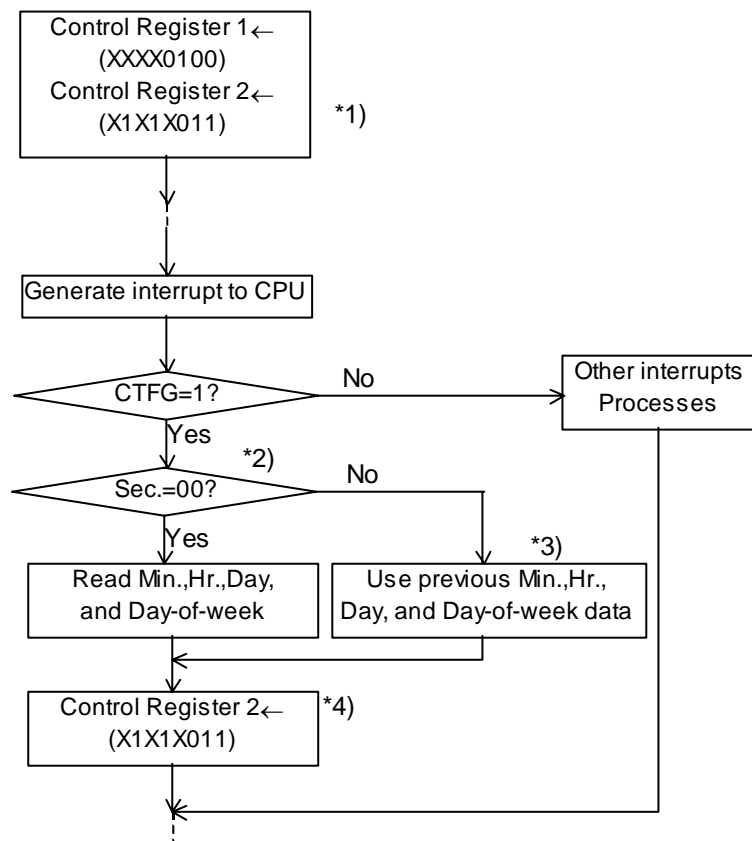 Control Register 1←
(XXXX0100)
Control Register 2←
(X1X1X011)
*1)
Generate interrupt to CPU
CTFG=1?
No
Other interrupts
Processes
Yes
*2)
Sec.=00?
No
Yes
*3)
Read Min.,Hr.,Day,
and Day-of-week
Use previous Min.,Hr.,
Day, and Day-of-week data
Control Register 2←
(X1X1X011)
*4)